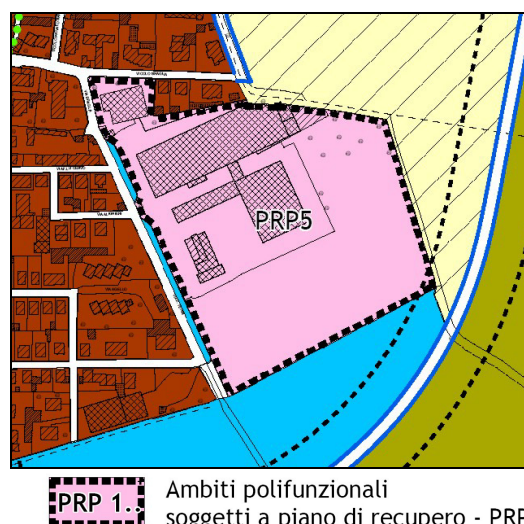 PRP5
PRP 1..
Ambiti polifunzionali
soggetti a piano di recupero - PRP